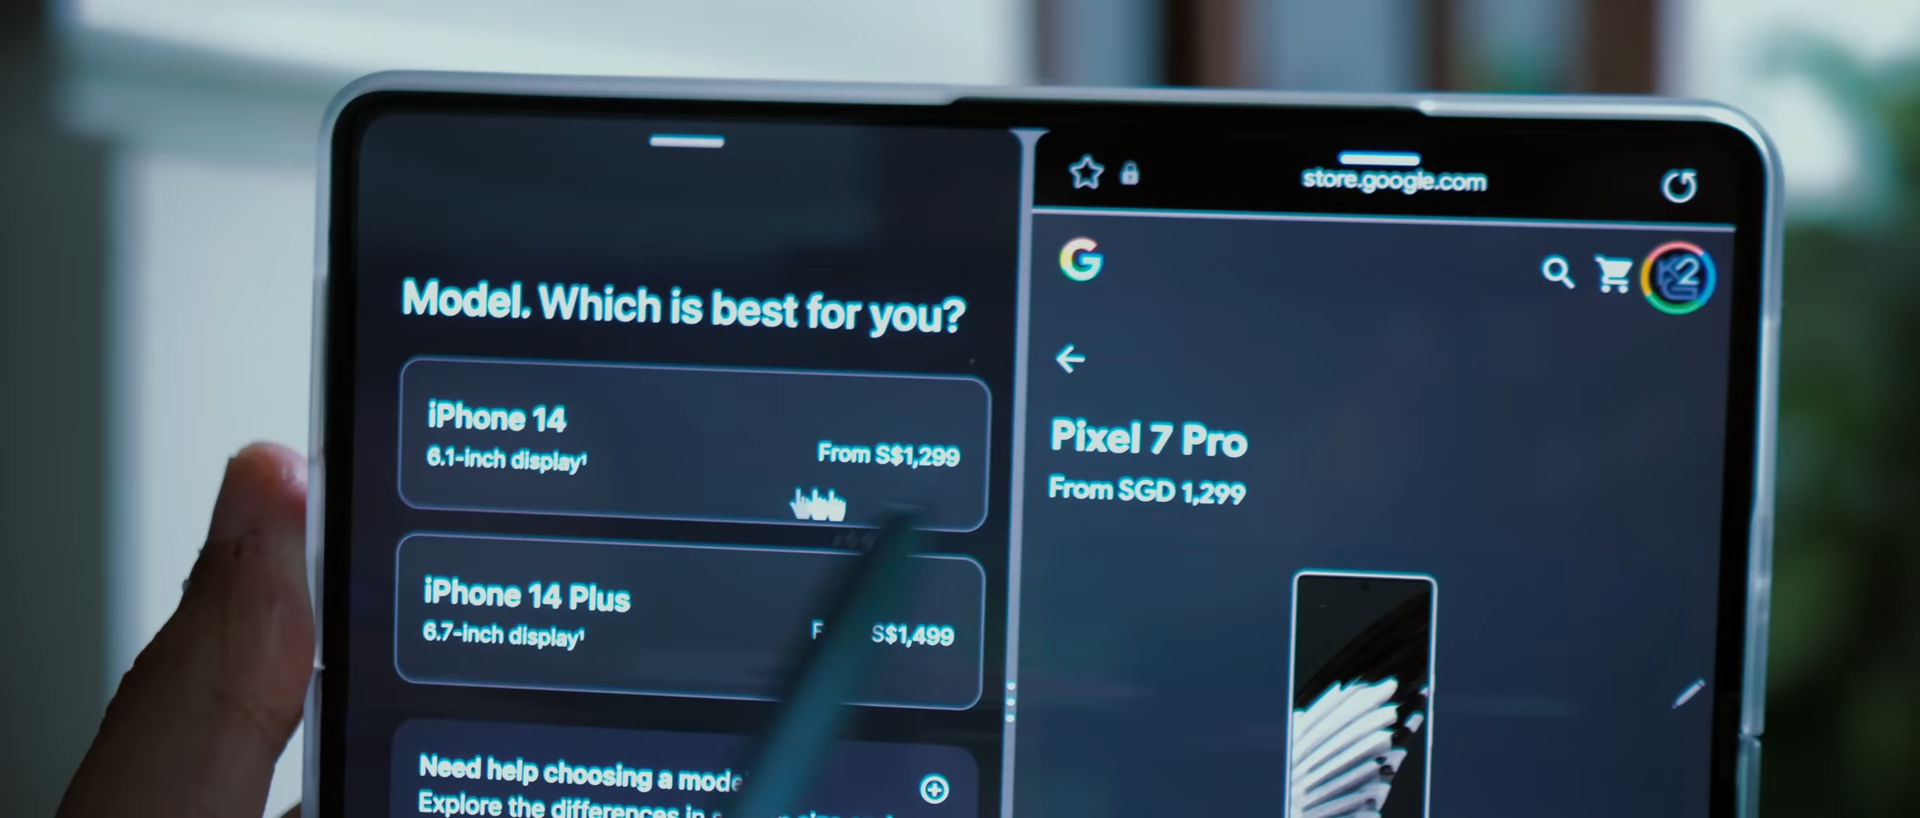 Model. Which is best for you?
iPhone 14
6.1-inch display¹
From S$1,299
iPhone 14 Plus
6.7-inch display¹
S$1,499
Need help choosing a
Explore the differences in
store.google.com
G
Pixel 7 Pro
From SGD 1,299